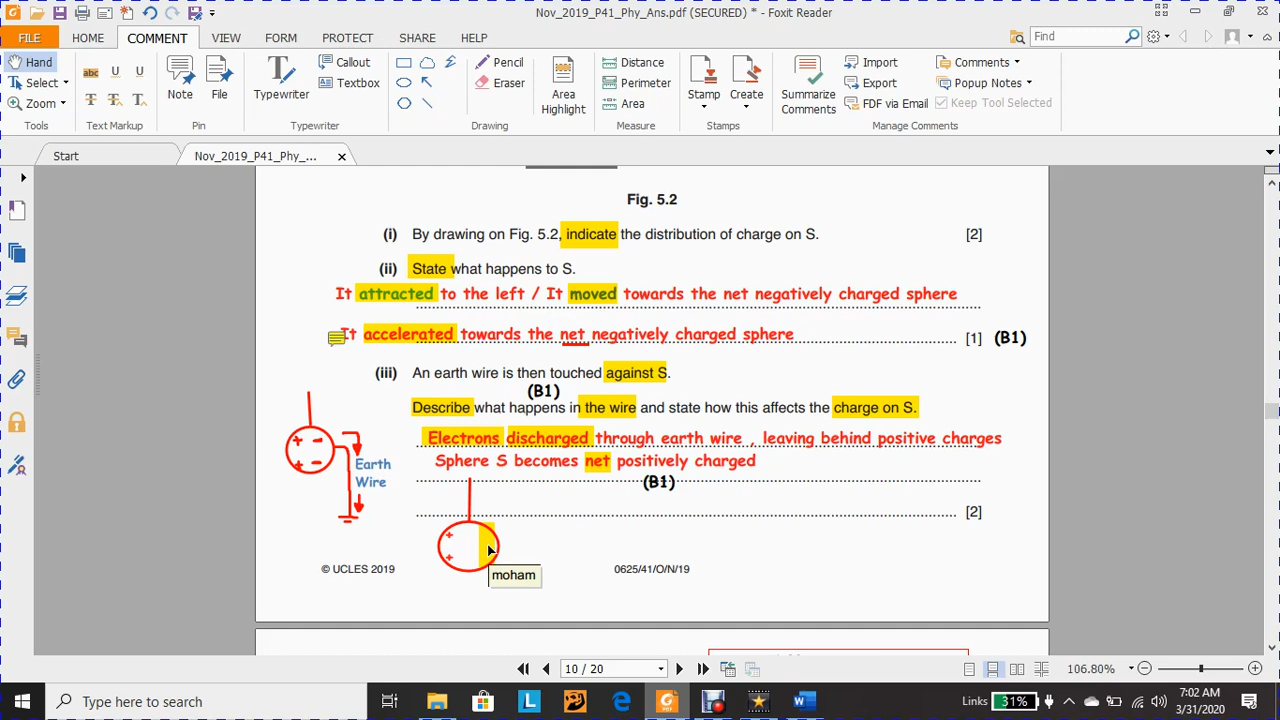 Nov_2019_P41_Phy_Ans.pdf (SECURED) * - Foxit Reader
FILE HOME COMMENT VIEW FORM PROTECT SHARE HELP Find
Hand
Select
Zoom
Tools
abc U U
T T T
Text Markup
Note File
Pin
Typewriter
Callout
Textbox
Typewriter
Pencil
Eraser
Drawing
Area Highlight
Distance
Perimeter
Area
Measure
Stamp Create
Stamps
Summarize Comments
Import
Export
FDF via Email
Comments
Popup Notes
Keep Tool Selected
Manage Comments
Start Nov_2019_P41_Phy_...
Fig. 5.2
(i) By drawing on Fig. 5.2, indicate the distribution of charge on S. [2]
(ii) State what happens to S.
It attracted to the left / It moved towards the net negatively charged sphere
It accelerated towards the net negatively charged sphere [1] (B1)
(iii) An earth wire is then touched against S.
(B1)
Describe what happens in the wire and state how this affects the charge on S.
Electrons discharged through earth wire , leaving behind positive charges
Sphere S becomes net positively charged
(B1)
[2]
+ -
+ -
Earth
Wire
+
+
moham
© UCLES 2019 0625/41/O/N/19
10 / 20 106.80%
Type here to search
Links 31% 7:02 AM
3/31/2020